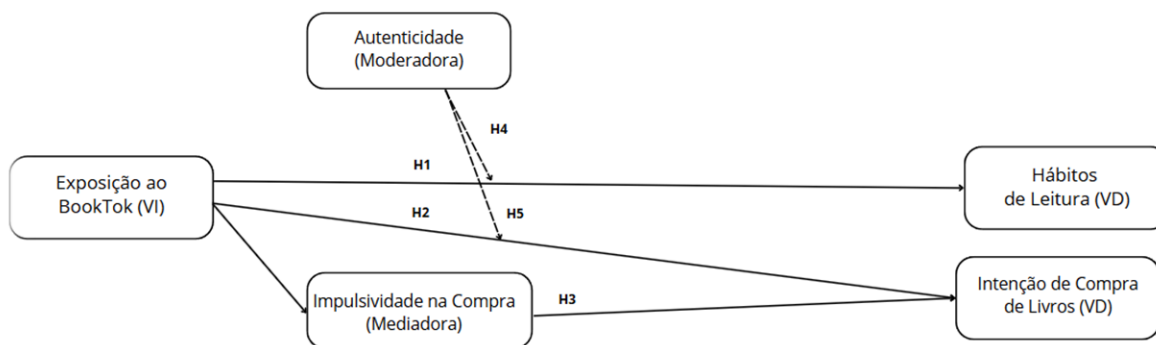 Autenticidade
(Moderadora)
H4
H1
Exposição ao
BookTok (VI)
Hábitos
de Leitura (VD)
H2
H5
Impulsividade na Compra
(Mediadora)
H3
Intenção de Compra
de Livros (VD)